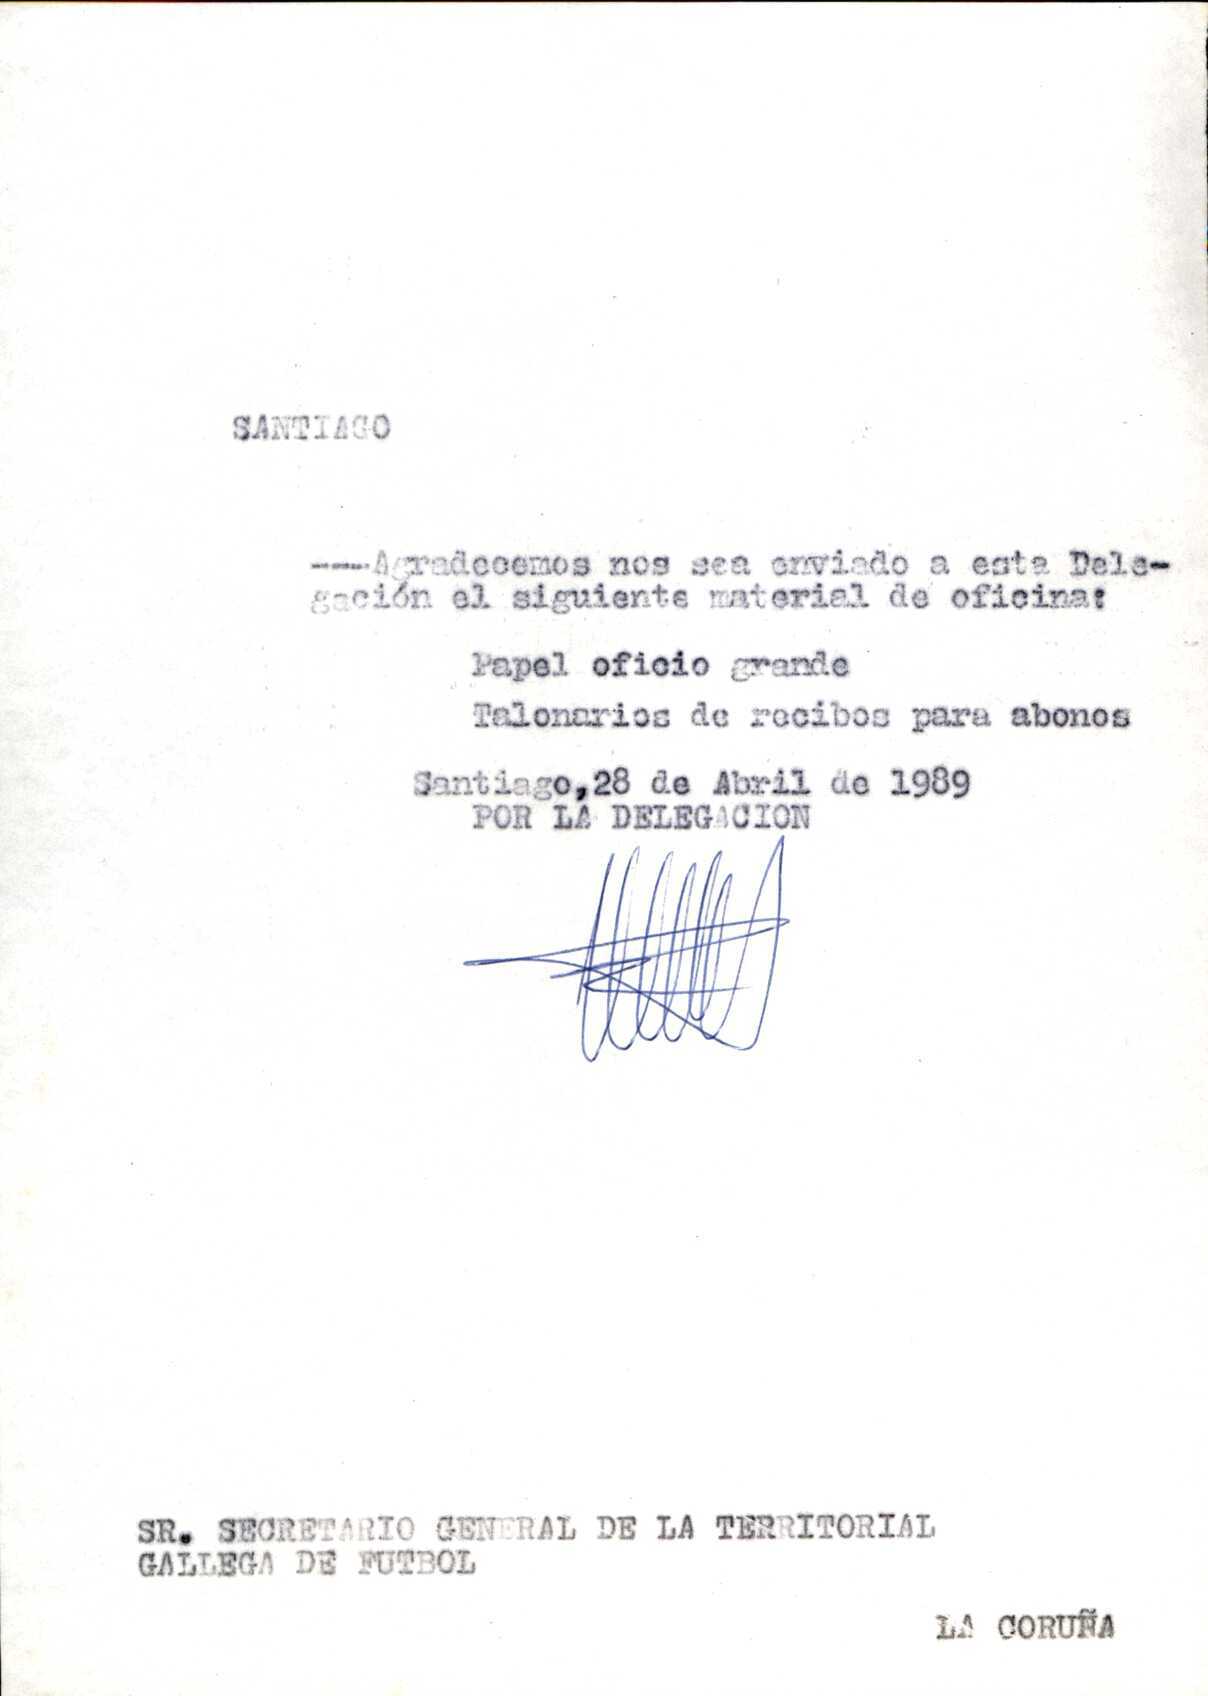 SANTIAGO
----Agradecemos nos sea enviado a esta Dele-
gación el siguiente material de oficina:
Papel oficio grande
Talonarios de recibos para abonos
Santiago,28 de Abril de 1989
POR LA DELEGACION
SR. SECRETARIO GENERAL DE LA TERRITORIAL
GALLEGA DE FUTBOL
LA CORUÑA